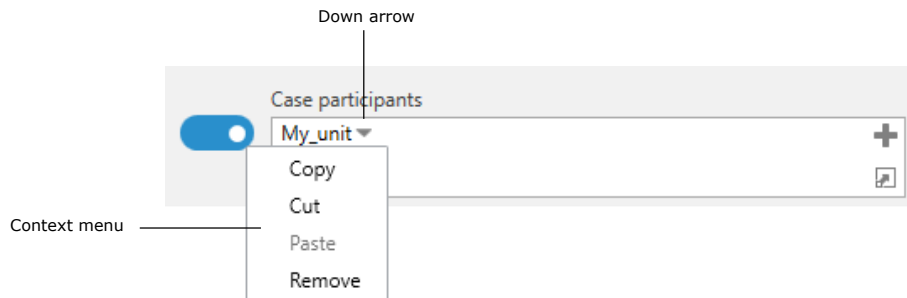 Down arrow
Case participants
My_unit
Copy
Cut
Context menu
Paste
Remove